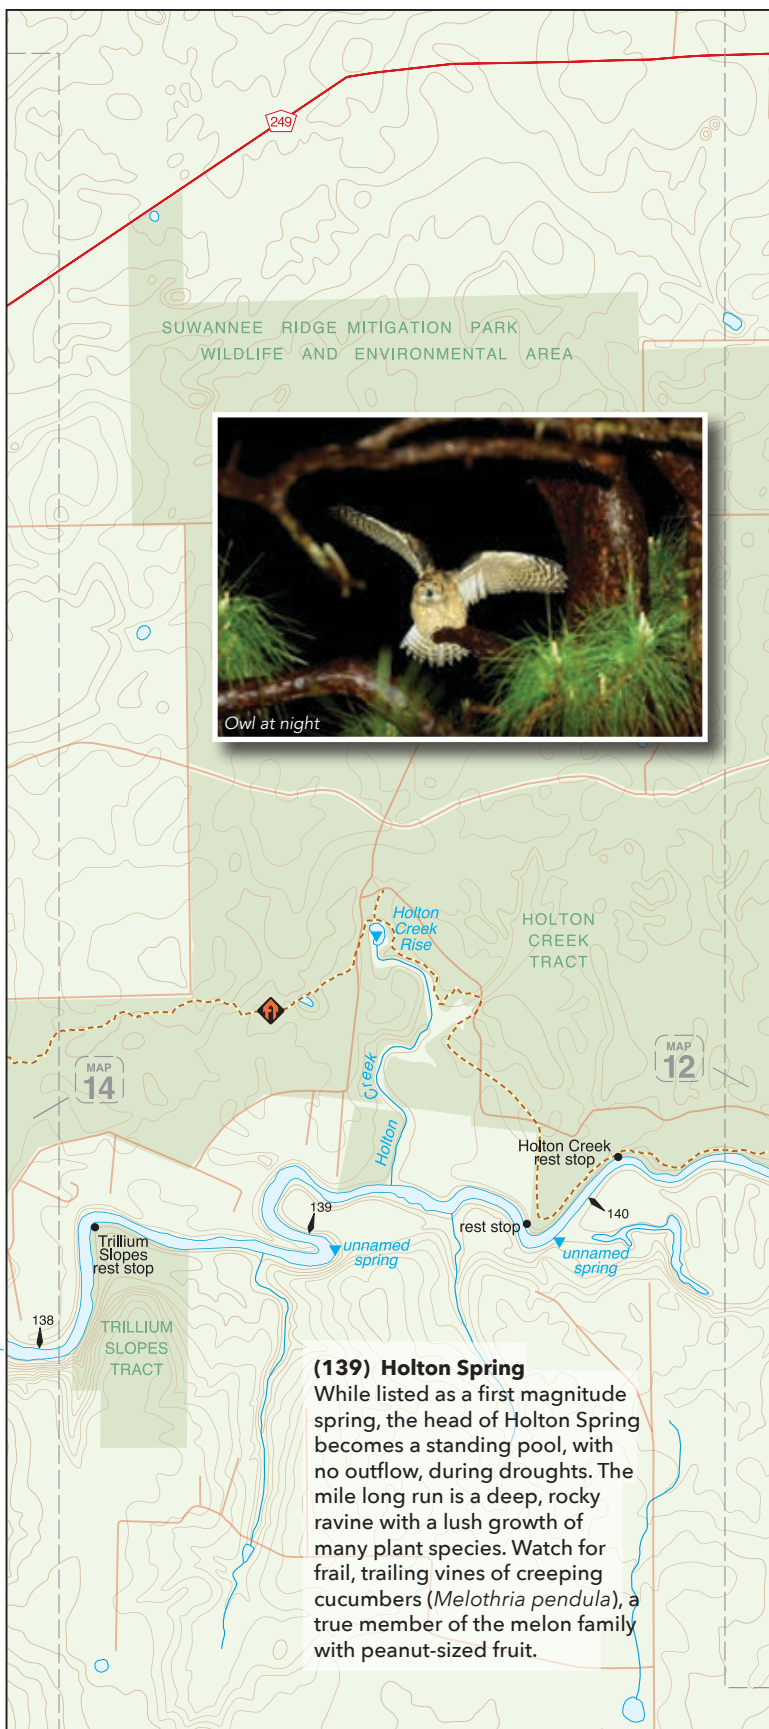 249
SUWANNEE RIDGE MITIGATION PARK
WILDLIFE AND ENVIRONMENTAL AREA
Owl at night
Holton
Creek
Rise
HOLTON
CREEK
TRACT
MAP
14
MAP
12
Creek
Holton
Holton Creek
rest stop
139
140
rest stop
Trillium
Slopes
rest stop
unnamed
spring
unnamed
spring
138
TRILLIUM
SLOPES
TRACT
(139) Holton Spring
While listed as a first magnitude
spring, the head of Holton Spring
becomes a standing pool, with
no outflow, during droughts. The
mile long run is a deep, rocky
ravine with a lush growth of
many plant species. Watch for
frail, trailing vines of creeping
cucumbers (Melothria pendula), a
true member of the melon family
with peanut-sized fruit.